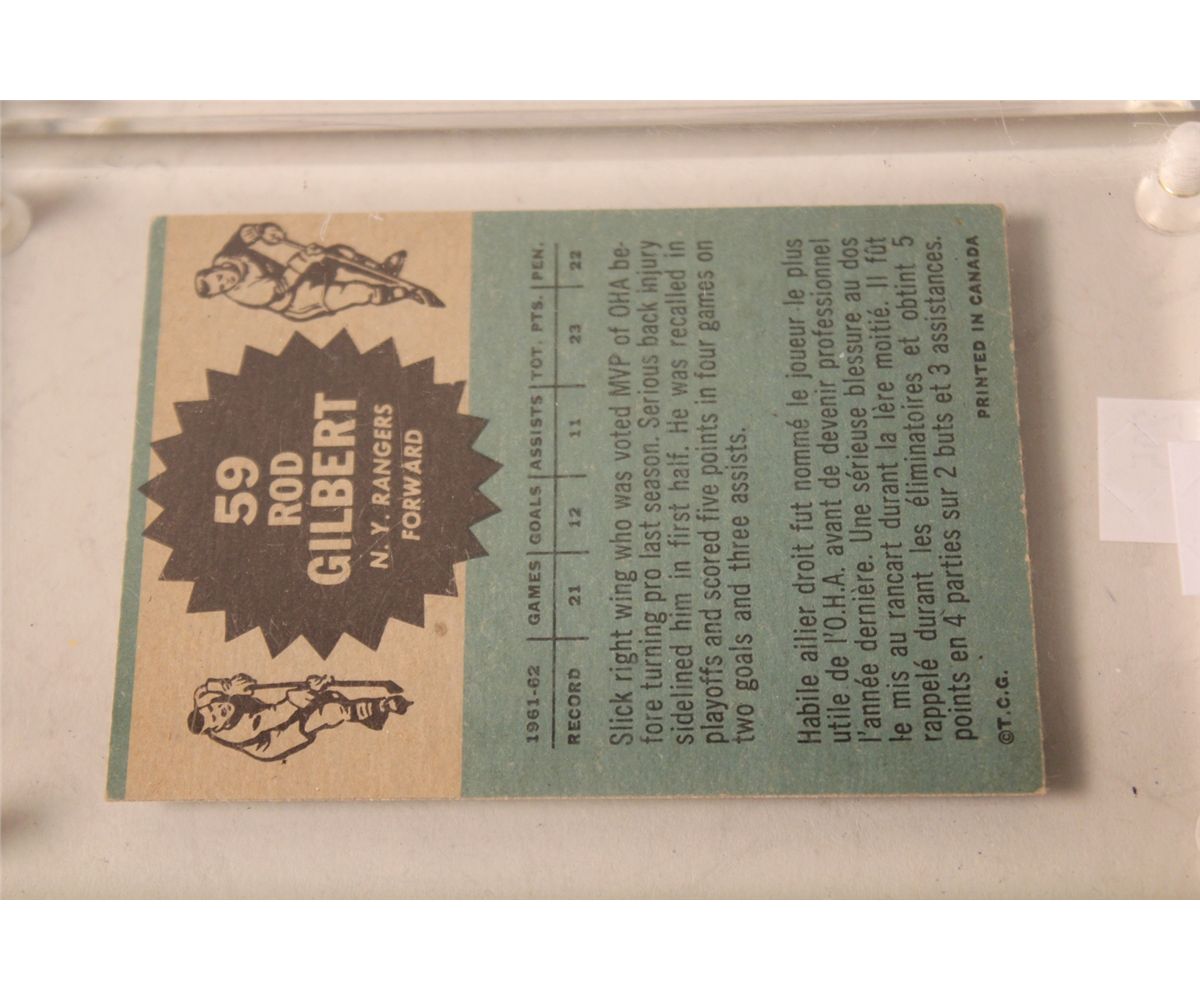 59
ROD
GILBERT
N. Y. RANGERS
FORWARD
1961-62 GAMES GOALS ASSISTS TOT. PTS. PEN.
RECORD 21 12 11 23 22
Slick right wing who was voted MVP of OHA be-
fore turning pro last season. Serious back injury
sidelined him in first half. He was recalled in
playoffs and scored five points in four games on
two goals and three assists.
Habile ailier droit fut nommé le joueur le plus
utile de l'O.H.A. avant de devenir professionnel
l'année dernière. Une sérieuse blessure au dos
le mis au rancart durant la lère moitié. Il fût
rappelé durant les éliminatoires et obtint 5
points en 4 parties sur 2 buts et 3 assistances.
©T.C.G. PRINTED IN CANADA